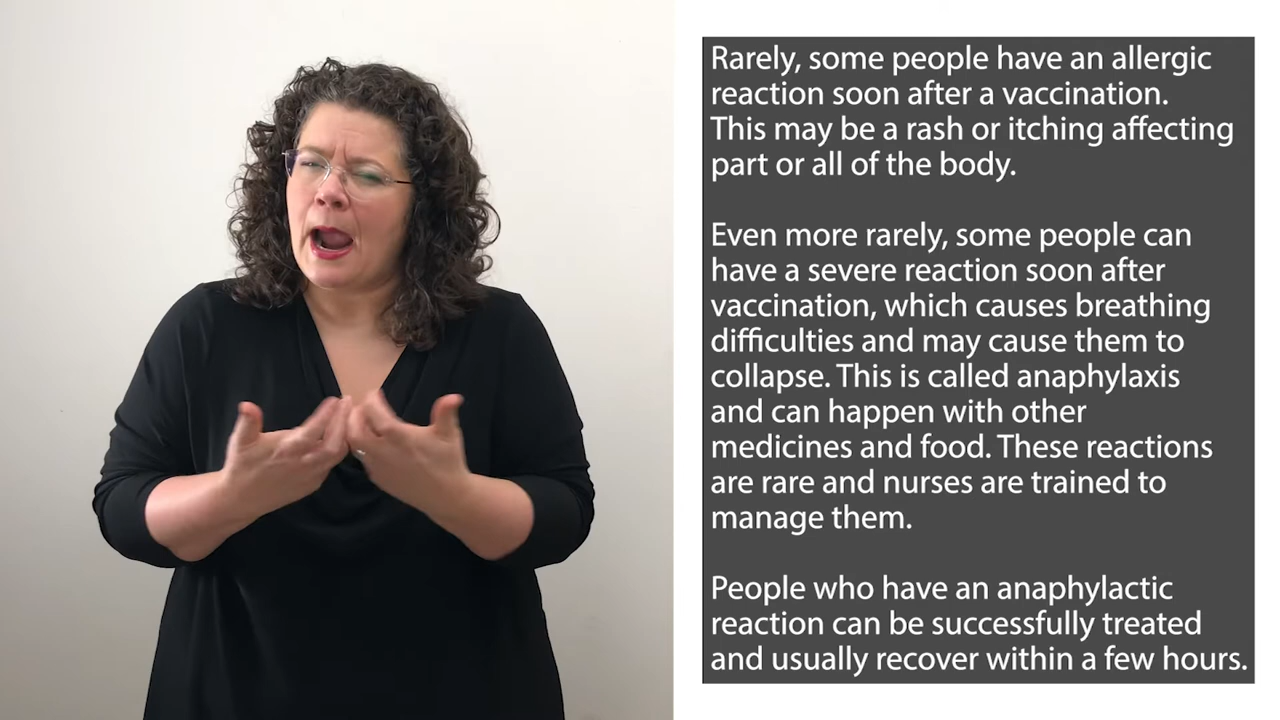 Rarely, some people have an allergic
reaction soon after a vaccination.
This may be a rash or itching affecting
part or all of the body.
Even more rarely, some people can
have a severe reaction soon after
vaccination, which causes breathing
difficulties and may cause them to
collapse. This is called anaphylaxis
and can happen with other
medicines and food. These reactions
are rare and nurses are trained to
manage them.
People who have an anaphylactic
reaction can be successfully treated
and usually recover within a few hours.